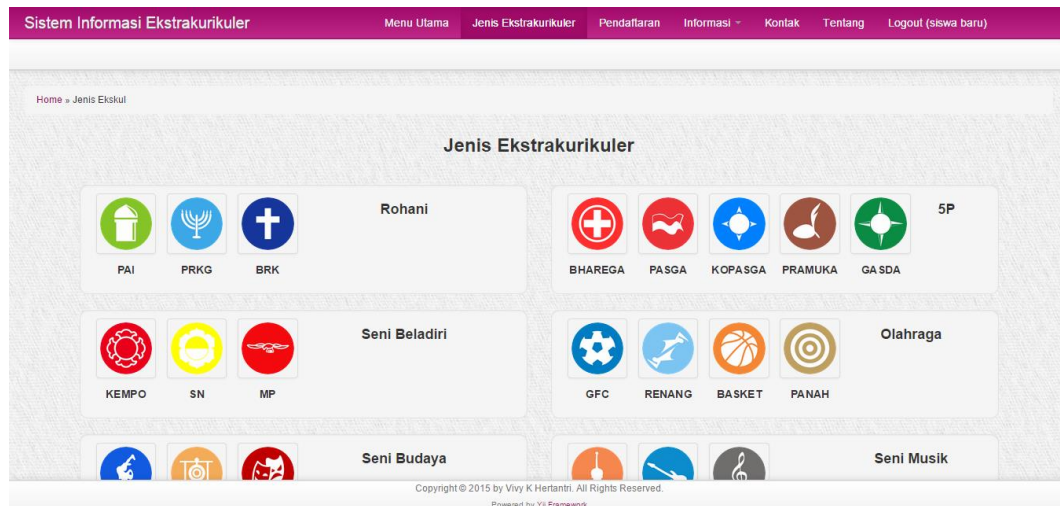 Sistem Informasi Ekstrakurikuler
Menu Utama Jenis Ekstrakurikuler Pendaftaran Informasi Kontak Tentang Logout (siswa baru)
Home » Jenis Ekskul
Jenis Ekstrakurikuler
Rohani
PAI PRKG BRK
5P
BHAREGA PASGA KOPASGA PRAMUKA GASDA
Seni Beladiri
KEMPO SN MP
Olahraga
GFC RENANG BASKET PANAH
Seni Budaya
Seni Musik
Copyright © 2015 by Vivy K Hertantri. All Rights Reserved.
Powered by Yii Framework